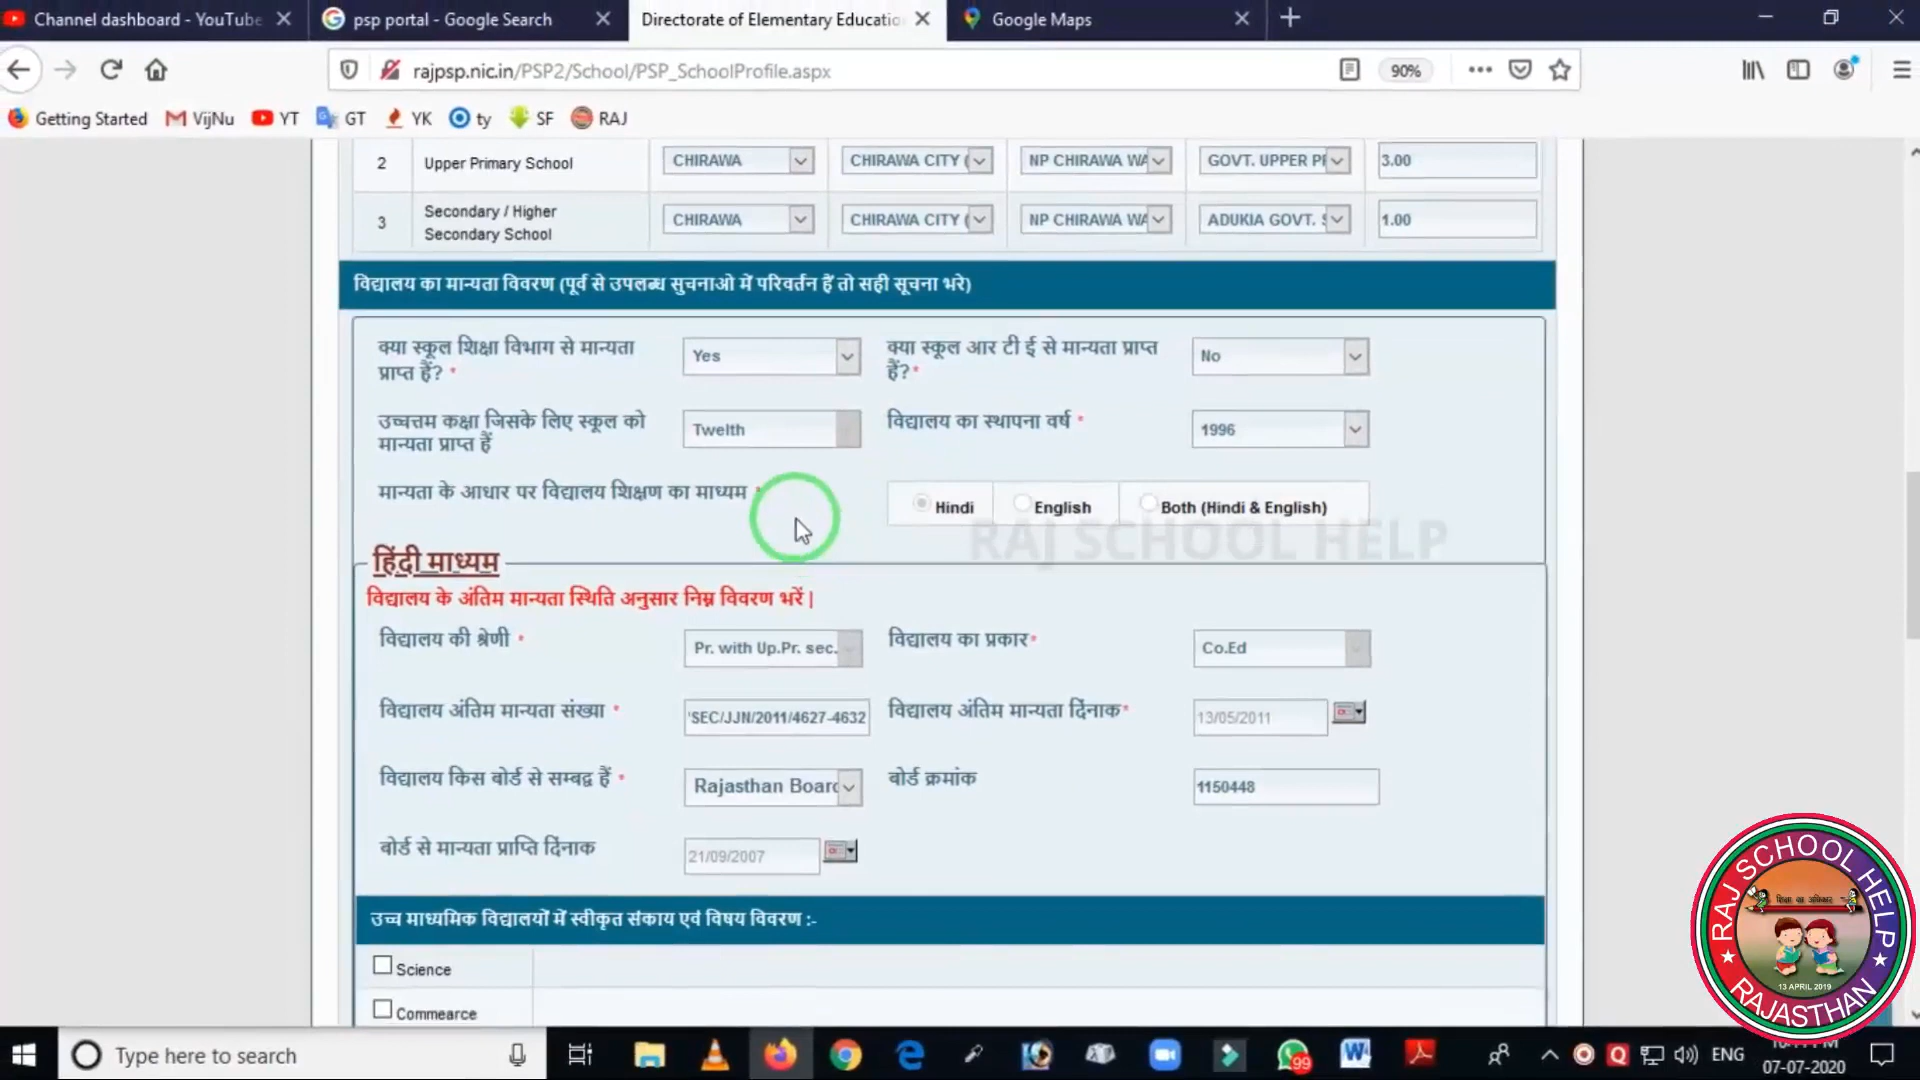 Channel dashboard - YouTube
psp portal - Google Search
Directorate of Elementary Educatio
Google Maps
rajpsp.nic.in/PSP2/School/PSP_SchoolProfile.aspx
90%
Getting Started
VijNu
YT
GT
YK
ty
SF
RAJ
2 Upper Primary School CHIRAWA CHIRAWA CITY ( NP CHIRAWA WA GOVT. UPPER PR 3.00
3 Secondary / Higher Secondary School CHIRAWA CHIRAWA CITY ( NP CHIRAWA WA ADUKIA GOVT. S 1.00
विद्यालय का मान्यता विवरण (पूर्व से उपलब्ध सुचनाओ में परिवर्तन हैं तो सही सूचना भरे)
क्या स्कूल शिक्षा विभाग से मान्यता प्राप्त हैं? * Yes
क्या स्कूल आर टी ई से मान्यता प्राप्त हैं?* No
उच्चत्तम कक्षा जिसके लिए स्कूल को मान्यता प्राप्त हैं Twelth
विद्यालय का स्थापना वर्ष * 1996
मान्यता के आधार पर विद्यालय शिक्षण का माध्यम * Hindi English Both (Hindi & English)
RAJ SCHOOL HELP
हिंदी माध्यम
विद्यालय के अंतिम मान्यता स्थिति अनुसार निम्न विवरण भरें |
विद्यालय की श्रेणी * Pr. with Up.Pr. sec.
विद्यालय का प्रकार* Co.Ed
विद्यालय अंतिम मान्यता संख्या * 'SEC/JJN/2011/4627-4632
विद्यालय अंतिम मान्यता दिंनाक* 13/05/2011
विद्यालय किस बोर्ड से सम्बद्व हैं * Rajasthan Board
बोर्ड क्रमांक 1150448
बोर्ड से मान्यता प्राप्ति दिंनाक 21/09/2007
उच्च माध्यमिक विद्यालयों में स्वीकृत संकाय एवं विषय विवरण :-
Science
Commearce
RAJ SCHOOL HELP
शिक्षा का अधिकार
13 APRIL 2019
RAJASTHAN
Type here to search
99
ENG
07-07-2020